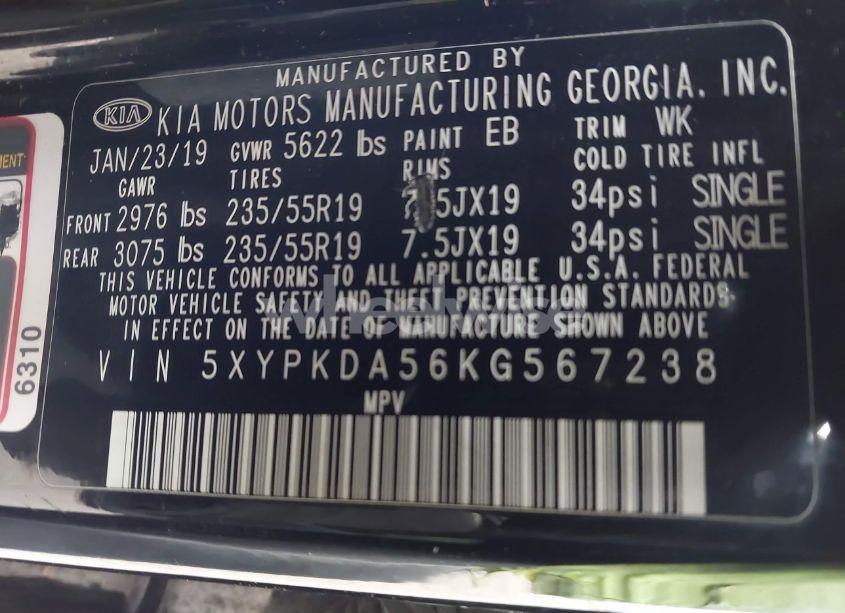 MANUFACTURED BY
KIA KIA MOTORS MANUFACTURING GEORGIA, INC.
JAN/23/19 GVWR 5622 lbs PAINT EB TRIM WK
GAWR TIRES RIMS COLD TIRE INFL
FRONT 2976 lbs 235/55R19 7.5JX19 34psi SINGLE
REAR 3075 lbs 235/55R19 7.5JX19 34psi SINGLE
THIS VEHICLE CONFORMS TO ALL APPLICABLE U.S.A. FEDERAL
MOTOR VEHICLE SAFETY AND THEFT PREVENTION STANDARDS
IN EFFECT ON THE DATE OF MANUFACTURE SHOWN ABOVE
VIN 5XYPKDA56KG567238
MPV
6310